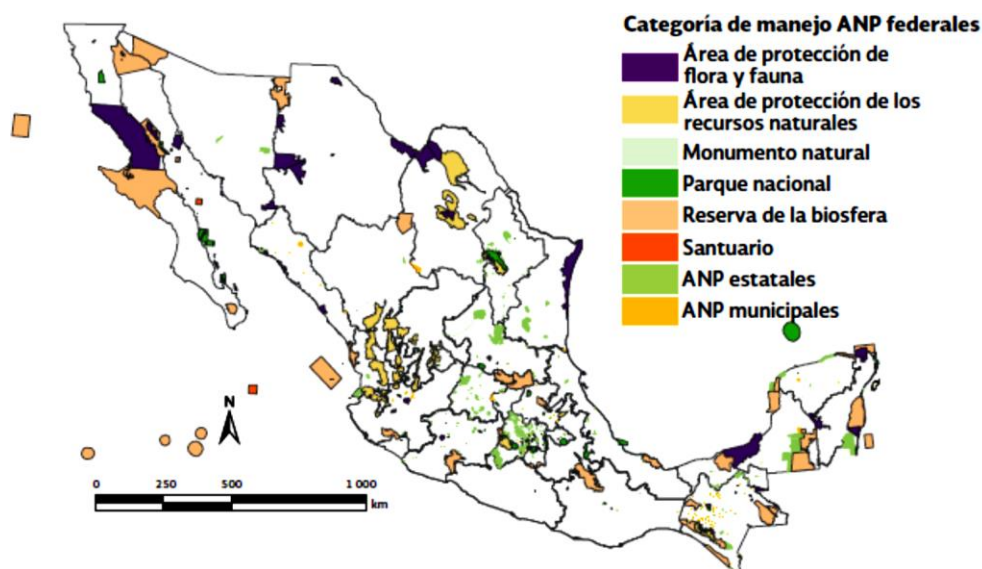 Categoría de manejo ANP federales
Área de protección de
flora y fauna
Área de protección de los
recursos naturales
Monumento natural
Parque nacional
Reserva de la biosfera
Santuario
ANP estatales
ANP municipales
N
0 250 500 1 000
km